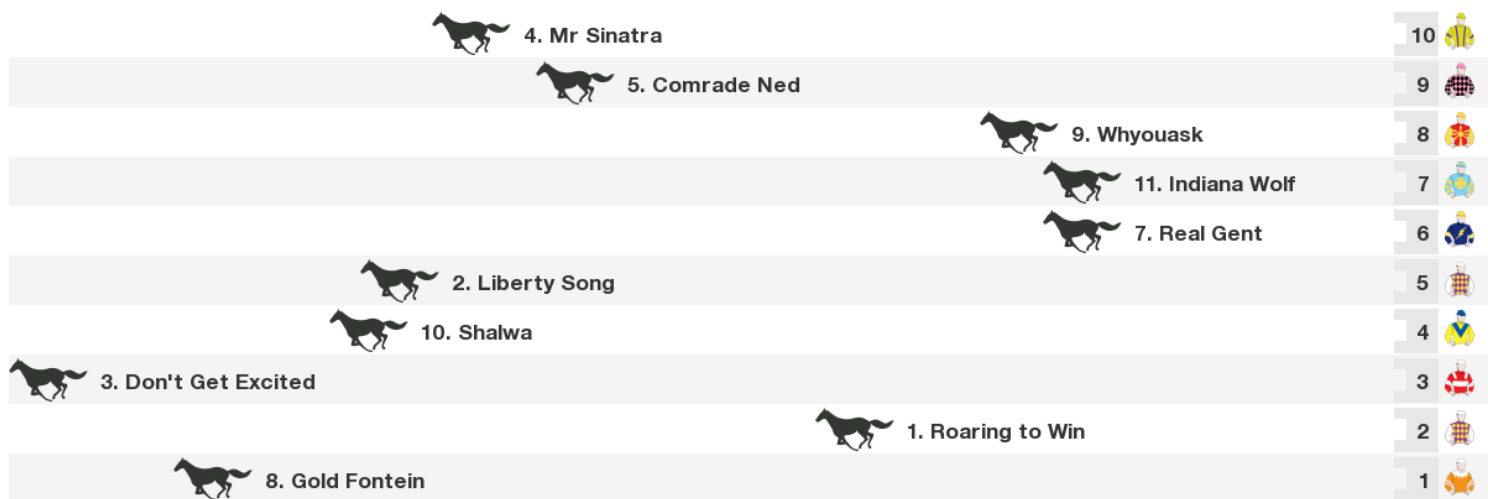 4. Mr Sinatra 10
5. Comrade Ned 9
9. Whyouask 8
11. Indiana Wolf 7
7. Real Gent 6
2. Liberty Song 5
10. Shalwa 4
3. Don't Get Excited 3
1. Roaring to Win 2
8. Gold Fontein 1